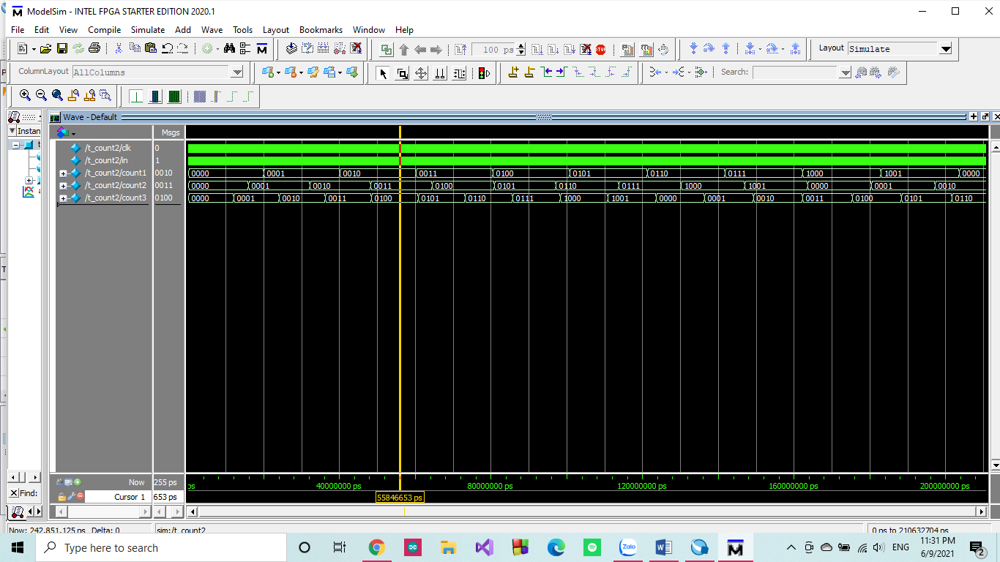 ModelSim - INTEL FPGA STARTER EDITION 2020.1
File Edit View Compile Simulate Add Wave Tools Layout Bookmarks Window Help
100 ps
Layout Simulate
ColumnLayout AllColumns
Search:
Wave - Default
Instan
Msgs
/t_count2/clk 0
/t_count2/in 1
/t_count2/count1 0010 0000 0001 0010 0011 0100 0101 0110 0111 1000 1001 0000
/t_count2/count2 0011 0000 0001 0010 0011 0100 0101 0110 0111 1000 1001 0000 0001 0010
/t_count2/count3 0100 0000 0001 0010 0011 0100 0101 0110 0111 1000 1001 0000 0001 0010 0011 0100 0101 0110
Now 255 ps ps 40000000 ps 80000000 ps 120000000 ps 160000000 ps 200000000 ps
Find: Cursor 1 653 ps 55846653 ps
Now: 242,851,125 ps Delta: 0 sim:/t_count2 0 ps to 210632704 ps
Type here to search
Zalo
ENG
11:31 PM
6/9/2021
2